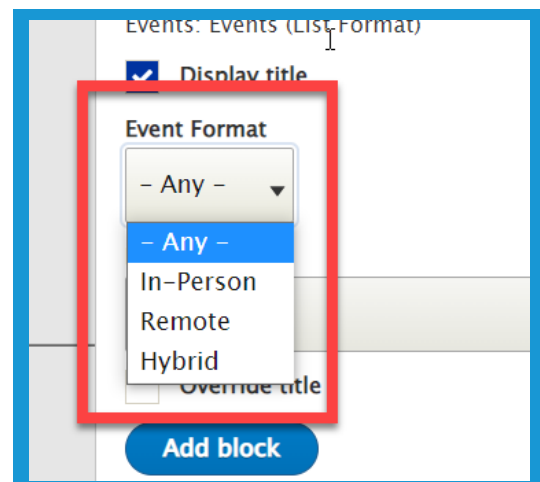 Events: Events (List Format)
Display title
Event Format
– Any –
– Any –
In-Person
Remote
Hybrid
Override title
Add block